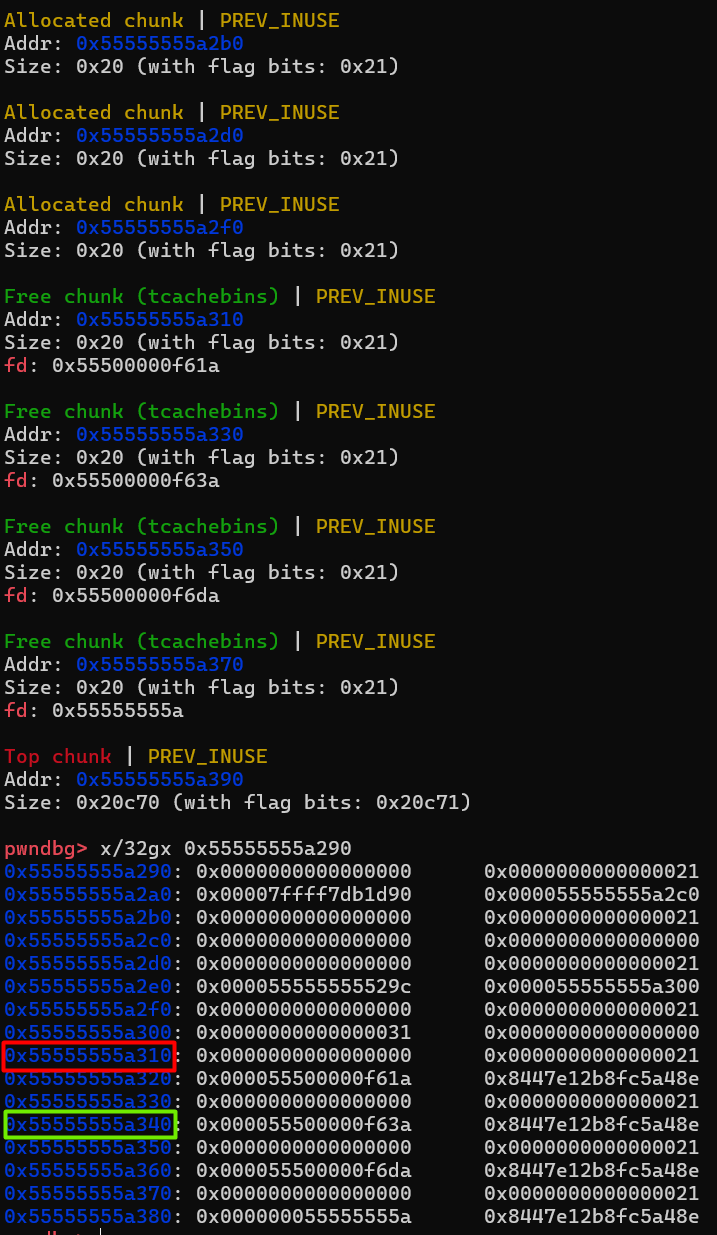 Allocated chunk | PREV_INUSE
Addr: 0x55555555a2b0
Size: 0x20 (with flag bits: 0x21)
Allocated chunk | PREV_INUSE
Addr: 0x55555555a2d0
Size: 0x20 (with flag bits: 0x21)
Allocated chunk | PREV_INUSE
Addr: 0x55555555a2f0
Size: 0x20 (with flag bits: 0x21)
Free chunk (tcachebins) | PREV_INUSE
Addr: 0x55555555a310
Size: 0x20 (with flag bits: 0x21)
fd: 0x55500000f61a
Free chunk (tcachebins) | PREV_INUSE
Addr: 0x55555555a330
Size: 0x20 (with flag bits: 0x21)
fd: 0x55500000f63a
Free chunk (tcachebins) | PREV_INUSE
Addr: 0x55555555a350
Size: 0x20 (with flag bits: 0x21)
fd: 0x55500000f6da
Free chunk (tcachebins) | PREV_INUSE
Addr: 0x55555555a370
Size: 0x20 (with flag bits: 0x21)
fd: 0x55555555a
Top chunk | PREV_INUSE
Addr: 0x55555555a390
Size: 0x20c70 (with flag bits: 0x20c71)
pwndbg> x/32gx 0x55555555a290
0x55555555a290: 0x0000000000000000 0x0000000000000021
0x55555555a2a0: 0x00007ffff7db1d90 0x000055555555a2c0
0x55555555a2b0: 0x0000000000000000 0x0000000000000021
0x55555555a2c0: 0x0000000000000000 0x0000000000000000
0x55555555a2d0: 0x0000000000000000 0x0000000000000021
0x55555555a2e0: 0x000055555555529c 0x000055555555a300
0x55555555a2f0: 0x0000000000000000 0x0000000000000021
0x55555555a300: 0x0000000000000031 0x0000000000000000
0x55555555a310: 0x0000000000000000 0x0000000000000021
0x55555555a320: 0x000055500000f61a 0x8447e12b8fc5a48e
0x55555555a330: 0x0000000000000000 0x0000000000000021
0x55555555a340: 0x000055500000f63a 0x8447e12b8fc5a48e
0x55555555a350: 0x0000000000000000 0x0000000000000021
0x55555555a360: 0x000055500000f6da 0x8447e12b8fc5a48e
0x55555555a370: 0x0000000000000000 0x0000000000000021
0x55555555a380: 0x000000055555555a 0x8447e12b8fc5a48e